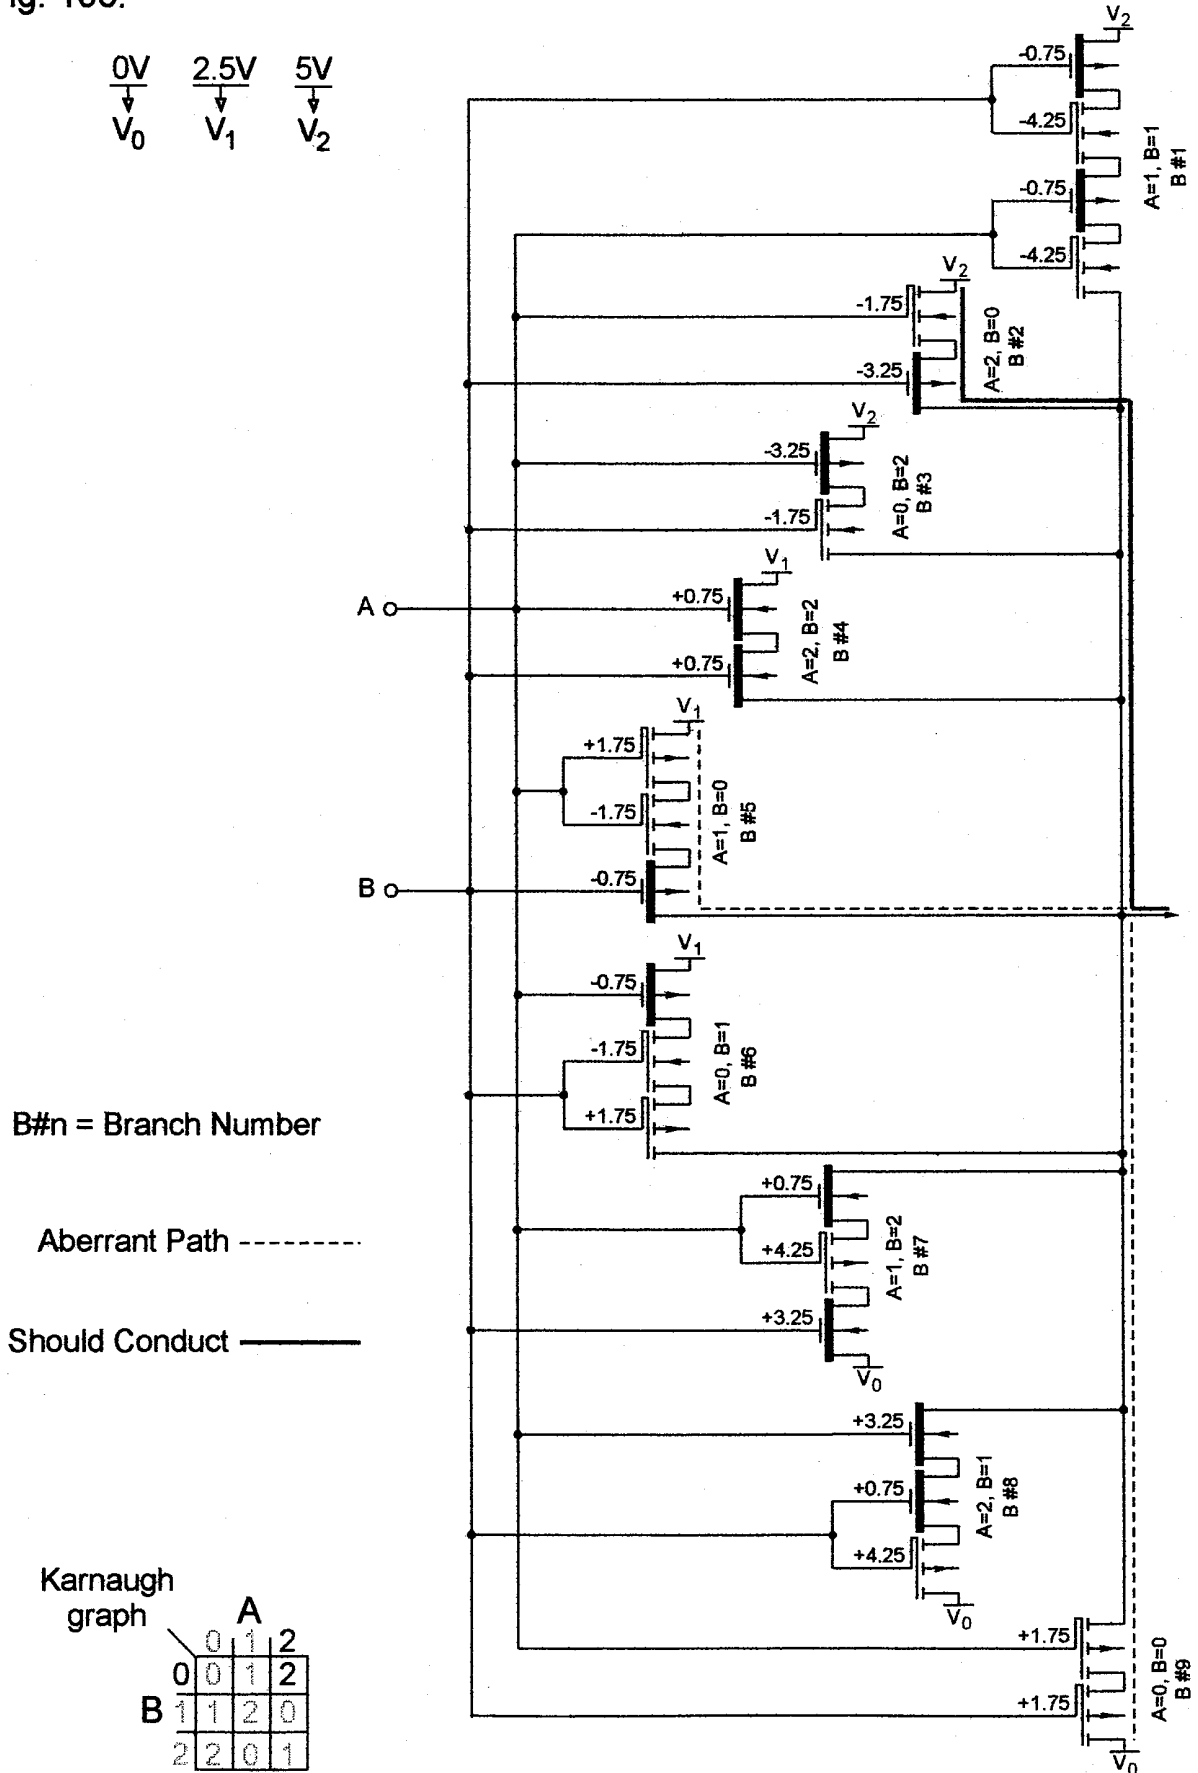 0V 2.5V 5V
V0 V1 V2
V2
-0.75
-4.25
-0.75
-4.25
A=1, B=1
B #1
V2
-1.75
-3.25
A=2, B=0
B #2
V2
-3.25
-1.75
A=0, B=2
B #3
V1
A
+0.75
+0.75
A=2, B=2
B #4
V1
+1.75
-1.75
B
-0.75
A=1, B=0
B #5
V1
-0.75
-1.75
+1.75
A=0, B=1
B #6
B#n = Branch Number
Aberrant Path
Should Conduct
+0.75
+4.25
+3.25
A=1, B=2
B #7
V0
+3.25
+0.75
+4.25
A=2, B=1
B #8
V0
+1.75
+1.75
A=0, B=0
B #9
V0
Karnaugh
graph
A
0 1 2
0 0 1 2
B 1 1 2 0
2 2 0 1